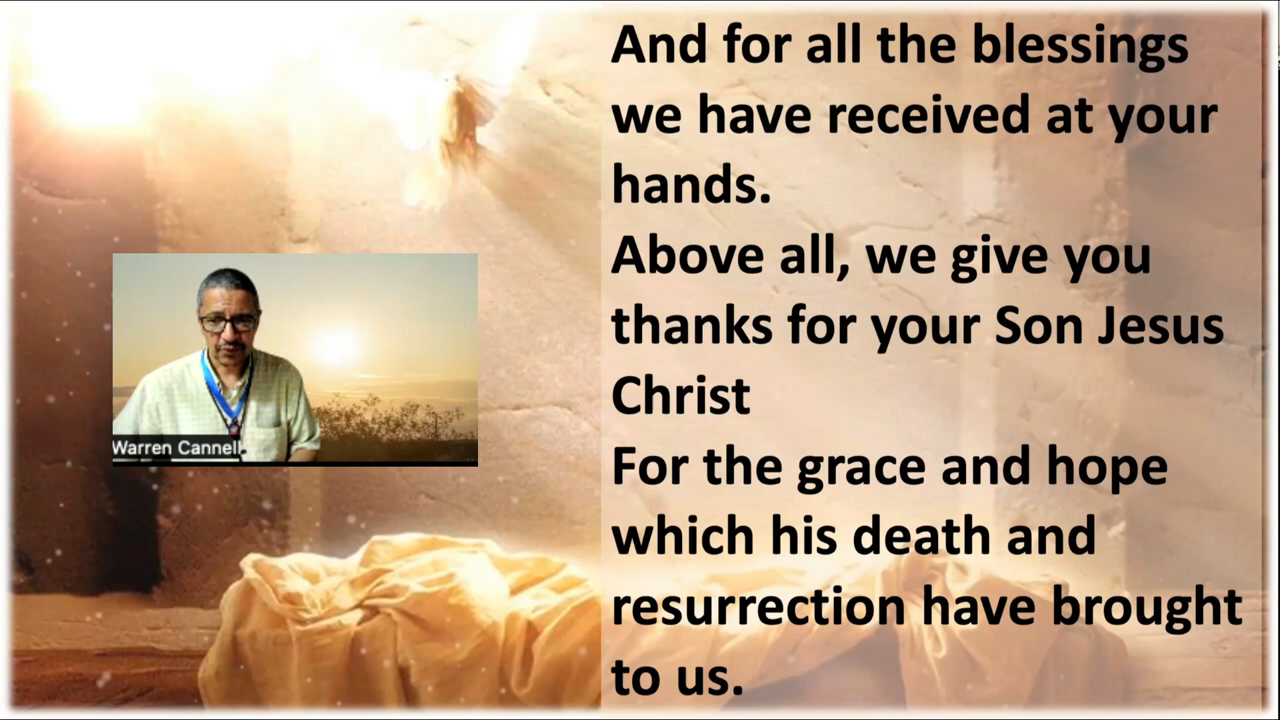 And for all the blessings
we have received at your
hands.
Above all, we give you
thanks for your Son Jesus
Christ
For the grace and hope
which his death and
resurrection have brought
to us.
Warren Cannell